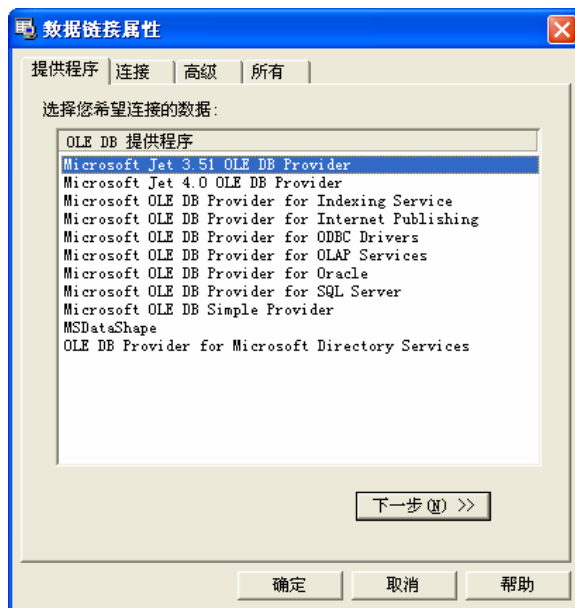 数据链接属性
提供程序 连接 高级 所有
选择您希望连接的数据:
OLE DB 提供程序
Microsoft Jet 3.51 OLE DB Provider
Microsoft Jet 4.0 OLE DB Provider
Microsoft OLE DB Provider for Indexing Service
Microsoft OLE DB Provider for Internet Publishing
Microsoft OLE DB Provider for ODBC Drivers
Microsoft OLE DB Provider for OLAP Services
Microsoft OLE DB Provider for Oracle
Microsoft OLE DB Provider for SQL Server
Microsoft OLE DB Simple Provider
MSDataShape
OLE DB Provider for Microsoft Directory Services
下一步(N) >>
确定 取消 帮助